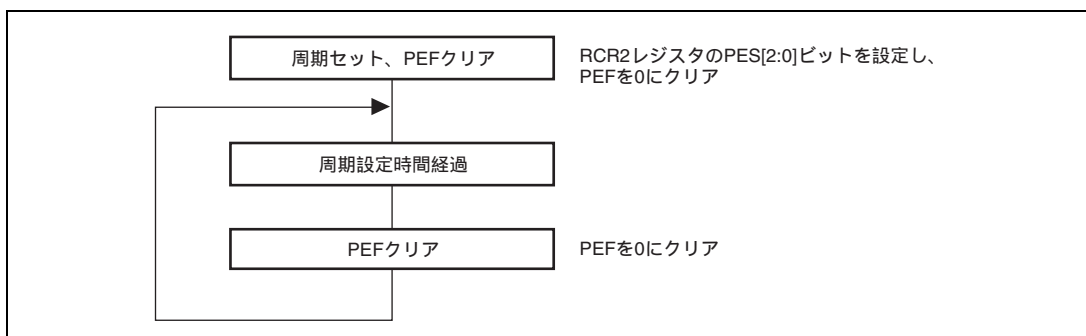 周期セット、PEFクリア
RCR2レジスタのPES[2:0]ビットを設定し、
PEFを0にクリア
周期設定時間経過
PEFクリア
PEFを0にクリア